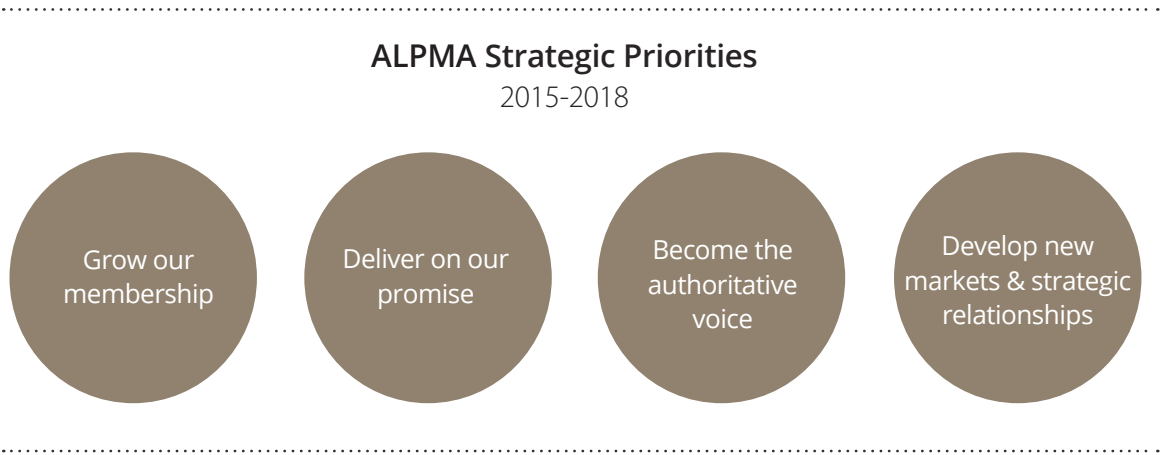 ALPMA Strategic Priorities
2015-2018
Grow our
membership
Deliver on our
promise
Become the
authoritative
voice
Develop new
markets & strategic
relationships